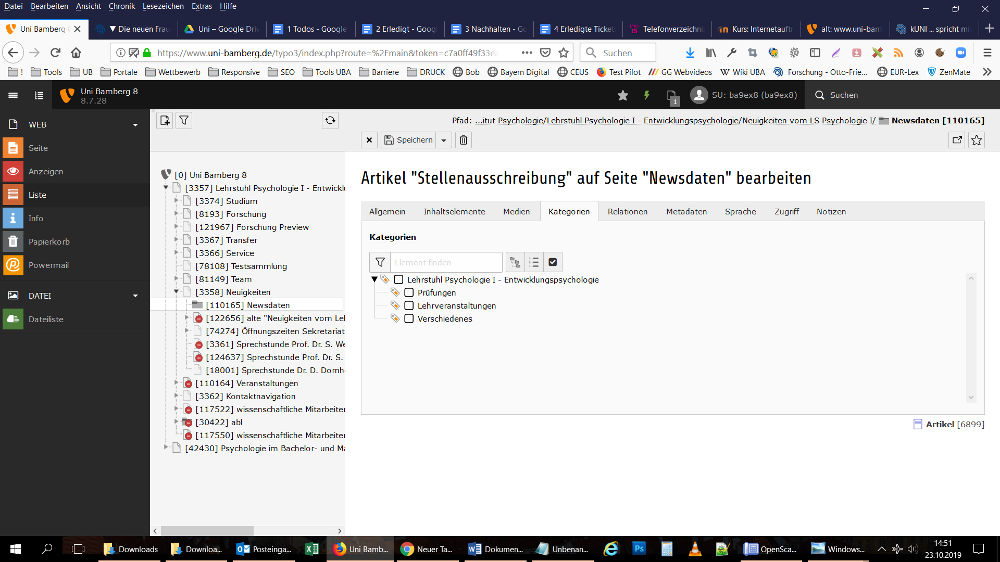 Datei Bearbeiten Ansicht Chronik Lesezeichen Extras Hilfe
Uni Bamberg 8
Die neuen Frau
Uni – Google Driv
1 Todos - Google
2 Erledigt - Googl
3 Nachhalten - Go
4 Erledigte Tickets
Telefonverzeichnis
Kurs: Internetauftr
alt: www.uni-bam
kUNI ... spricht mit
https://www.uni-bamberg.de/typo3/index.php?route=%2Fmain&token=c7a0ff49f33ea
Suchen
! Tools UB Portale Wettbewerb Responsive SEO Tools UBA Barriere DRUCK Bob Bayern Digital CEUS Test Pilot GG Webvideos Wiki UBA Forschung - Otto-Frie... EUR-Lex ZenMate
Uni Bamberg 8
8.7.28
1
SU: ba9ex8 (ba9ex8)
Suchen
WEB
Seite
Anzeigen
Liste
Info
Papierkorb
Powermail
DATEI
Dateiliste
Pfad: ...itut Psychologie/Lehrstuhl Psychologie I - Entwicklungspsychologie/Neuigkeiten vom LS Psychologie I/ Newsdaten [110165]
Speichern
[0] Uni Bamberg 8
[3357] Lehrstuhl Psychologie I - Entwickl
[3374] Studium
[8193] Forschung
[121967] Forschung Preview
[3367] Transfer
[3366] Service
[78108] Testsammlung
[81149] Team
[3358] Neuigkeiten
[110165] Newsdaten
[122656] alte "Neuigkeiten vom Leh
[74274] Öffnungszeiten Sekretariat
[3361] Sprechstunde Prof. Dr. S. We
[124637] Sprechstunde Prof. Dr. S.
[18001] Sprechstunde Dr. D. Dornhe
[110164] Veranstaltungen
[3362] Kontaktnavigation
[117522] wissenschaftliche Mitarbeiter
[30422] abl
[117550] wissenschaftliche Mitarbeiter
[42430] Psychologie im Bachelor- und Ma
Artikel "Stellenausschreibung" auf Seite "Newsdaten" bearbeiten
Allgemein Inhaltselemente Medien Kategorien Relationen Metadaten Sprache Zugriff Notizen
Kategorien
Element finden
Lehrstuhl Psychologie I - Entwicklungspsychologie
Prüfungen
Lehrveranstaltungen
Verschiedenes
Artikel [6899]
Downloads
Downloa...
Posteinga...
Uni Bamb...
Neuer Ta...
Dokumen...
Unbenan...
OpenSca...
Windows...
14:51
23.10.2019